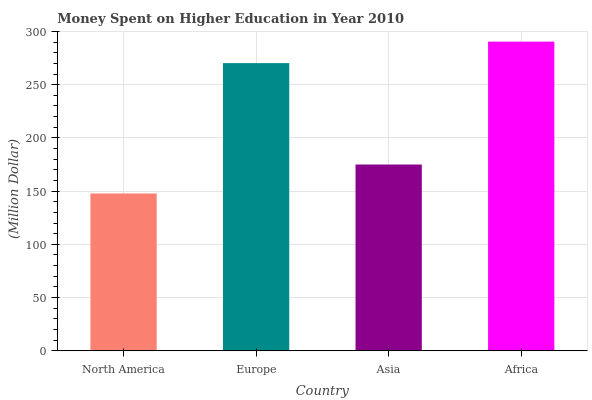 Money Spent on Higher Education in Year 2010
(Million Dollar)
300
250
200
150
100
50
0
North America Europe Asia Africa
Country